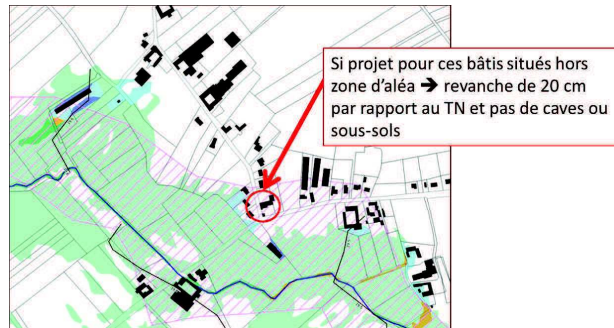 Si projet pour ces bâtis situés hors
zone d'aléa ➔ revanche de 20 cm
par rapport au TN et pas de caves ou
sous-sols